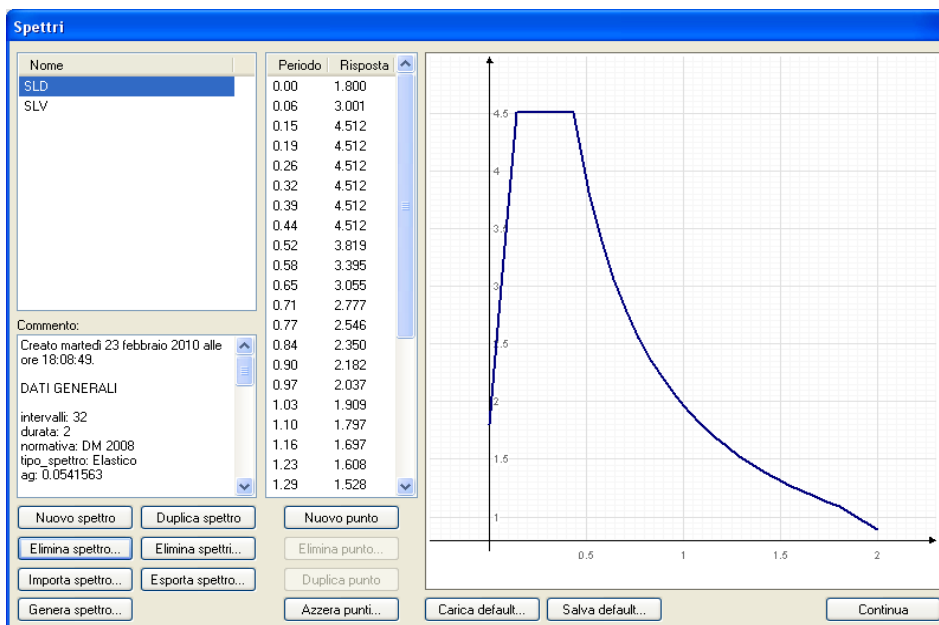 Spettri
Nome
SLD
SLV
Commento:
Creato martedì 23 febbraio 2010 alle
ore 18:08:49.
DATI GENERALI
intervalli: 32
durata: 2
normativa: DM 2008
tipo_spettro: Elastico
ag: 0.0541563
Periodo Risposta
0.00 1.800
0.06 3.001
0.15 4.512
0.19 4.512
0.26 4.512
0.32 4.512
0.39 4.512
0.44 4.512
0.52 3.819
0.58 3.395
0.65 3.055
0.71 2.777
0.77 2.546
0.84 2.350
0.90 2.182
0.97 2.037
1.03 1.909
1.10 1.797
1.16 1.697
1.23 1.608
1.29 1.528
4.5
4
3.5
3
2.5
2
1.5
1
0.5 1 1.5 2
Nuovo spettro Duplica spettro Nuovo punto
Elimina spettro... Elimina spettri... Elimina punto...
Importa spettro... Esporta spettro... Duplica punto
Genera spettro... Azzera punti... Carica default... Salva default... Continua